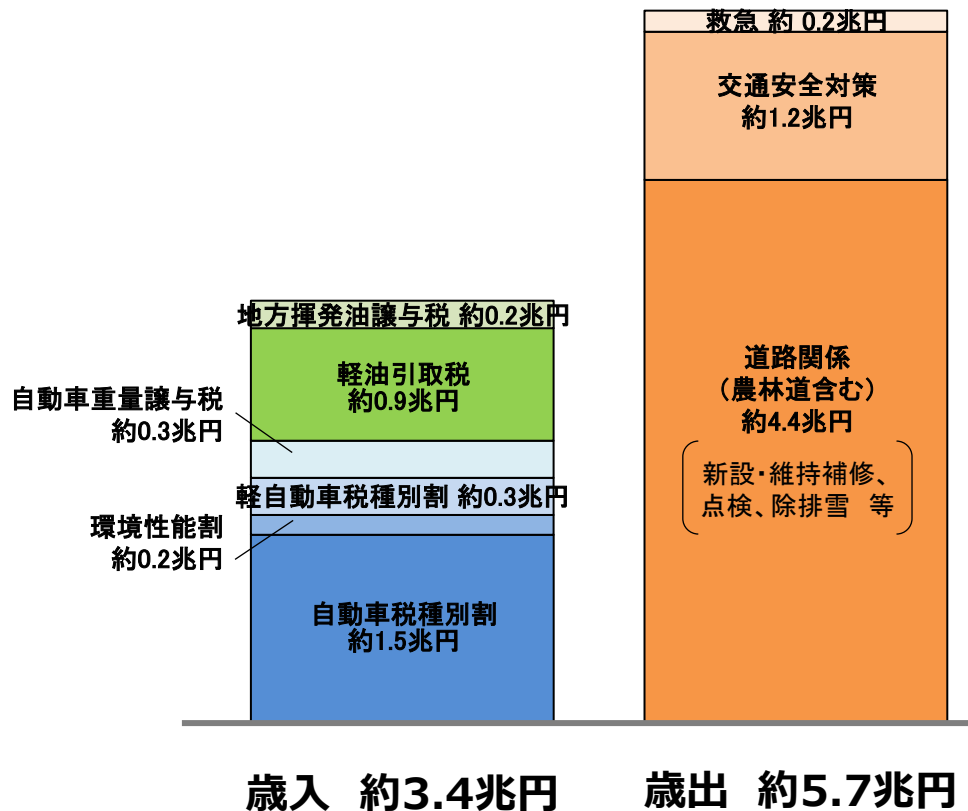 救急 約 0.2兆円
交通安全対策
約1.2兆円
道路関係
（農林道含む）
約4.4兆円
新設・維持補修、
点検、除排雪 等
地方揮発油譲与税 約0.2兆円
軽油引取税
約0.9兆円
自動車重量譲与税
約0.3兆円
軽自動車税種別割 約0.3兆円
環境性能割
約0.2兆円
自動車税種別割
約1.5兆円
歳入 約3.4兆円
歳出 約5.7兆円